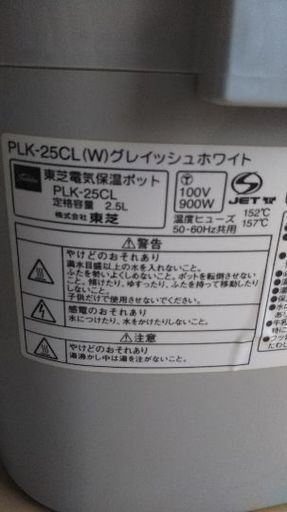 PLK-25CL(W)グレイッシュホワイト
東芝電気保温ポット
PLK-25CL
定格容量 2.5L
株式会社 東芝
100V
900W
JET
温度ヒューズ 152℃ 157℃
50-60Hz共用
⚠警告
やけどのおそれあり
満水目盛以上の水を入れないこと。
ふたを勢いよくしめないこと。ポットを転倒させない
こと。傾けたり、ゆすったり、ふたを持って移動したり
しないこと。
子供だけで使用させないでください。
感電のおそれあり
水につけたり、水をかけたりしないこと。
⚠注意
やけどのおそれあり
湯沸かし中は湯を注がないこと。